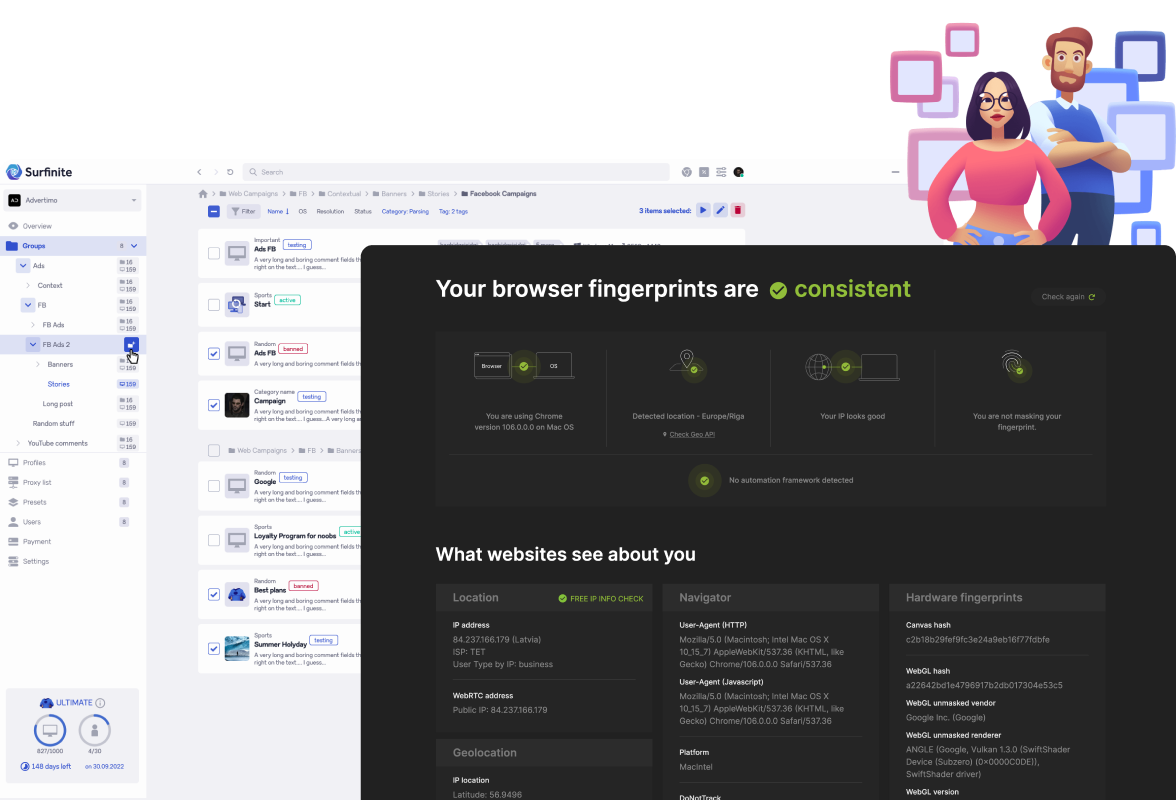 Surfinite
Search
Advertimo
Web Campaigns > FB > Contextual > Banners > Stories > Facebook Campaigns
Filter Name OS Resolution Status Category: Parsing Tag: 2 tags 3 items selected:
Overview
Groups 8
Ads 16 159
Context 16 159
FB 16 159
FB Ads 16 159
FB Ads 2
Banners 159
Stories 159
Long post 16 159
Random stuff 159
YouTube comments 16 159
Profiles 8
Proxy list 8
Presets 8
Users 8
Payment
Settings
ULTIMATE
827/1000 4/30
148 days left on 30.09.2022
Important
Ads FB testing
A very long and boring comment fields th
right on the text.... I guess...
Sports
Start active
Random
Ads FB banned
A very long and boring comment fields th
Category name
Campaign testing
A very long and boring comment fields th
right on the text.... I guess...A very long a
Web Campaigns > FB > Banners
Random
Google testing
A very long and boring comment fields th
right on the text.... I guess...
Sports
Loyalty Program for noobs active
A very long and boring comment fields th
right on the text.... I guess...
Random
Best plans banned
A very long and boring comment fields th
right on the text.... I guess...
Sports
Summer Holyday testing
A very long and boring comment fields th
right on the text.... I guess...
Your browser fingerprints are consistent
Check again
Browser OS
You are using Chrome
version 106.0.0.0 on Mac OS
Detected location - Europe/Riga
Check Geo API
Your IP looks good
You are not masking your
fingerprint.
No automation framework detected
What websites see about you
Location FREE IP INFO CHECK
IP address
84.237.166.179 (Latvia)
ISP: TET
User Type by IP: business
WebRTC address
Public IP: 84.237.166.179
Geolocation
IP location
Latitude: 56.9496
Navigator
User-Agent (HTTP)
Mozilla/5.0 (Macintosh; Intel Mac OS X
10_15_7) AppleWebKit/537.36 (KHTML, like
Gecko) Chrome/106.0.0.0 Safari/537.36
User-Agent (Javascript)
Mozilla/5.0 (Macintosh; Intel Mac OS X
10_15_7) AppleWebKit/537.36 (KHTML, like
Gecko) Chrome/106.0.0.0 Safari/537.36
Platform
MacIntel
DoNotTrack
Hardware fingerprints
Canvas hash
c2b18b29fef9fc3e24a9eb16f77fdbfe
WebGL hash
a22642bd1e4796917b2db017304e53c5
WebGL unmasked vendor
Google Inc. (Google)
WebGL unmasked renderer
ANGLE (Google, Vulkan 1.3.0 (SwiftShader
Device (Subzero) (0x0000C0DE)),
SwiftShader driver)
WebGL version